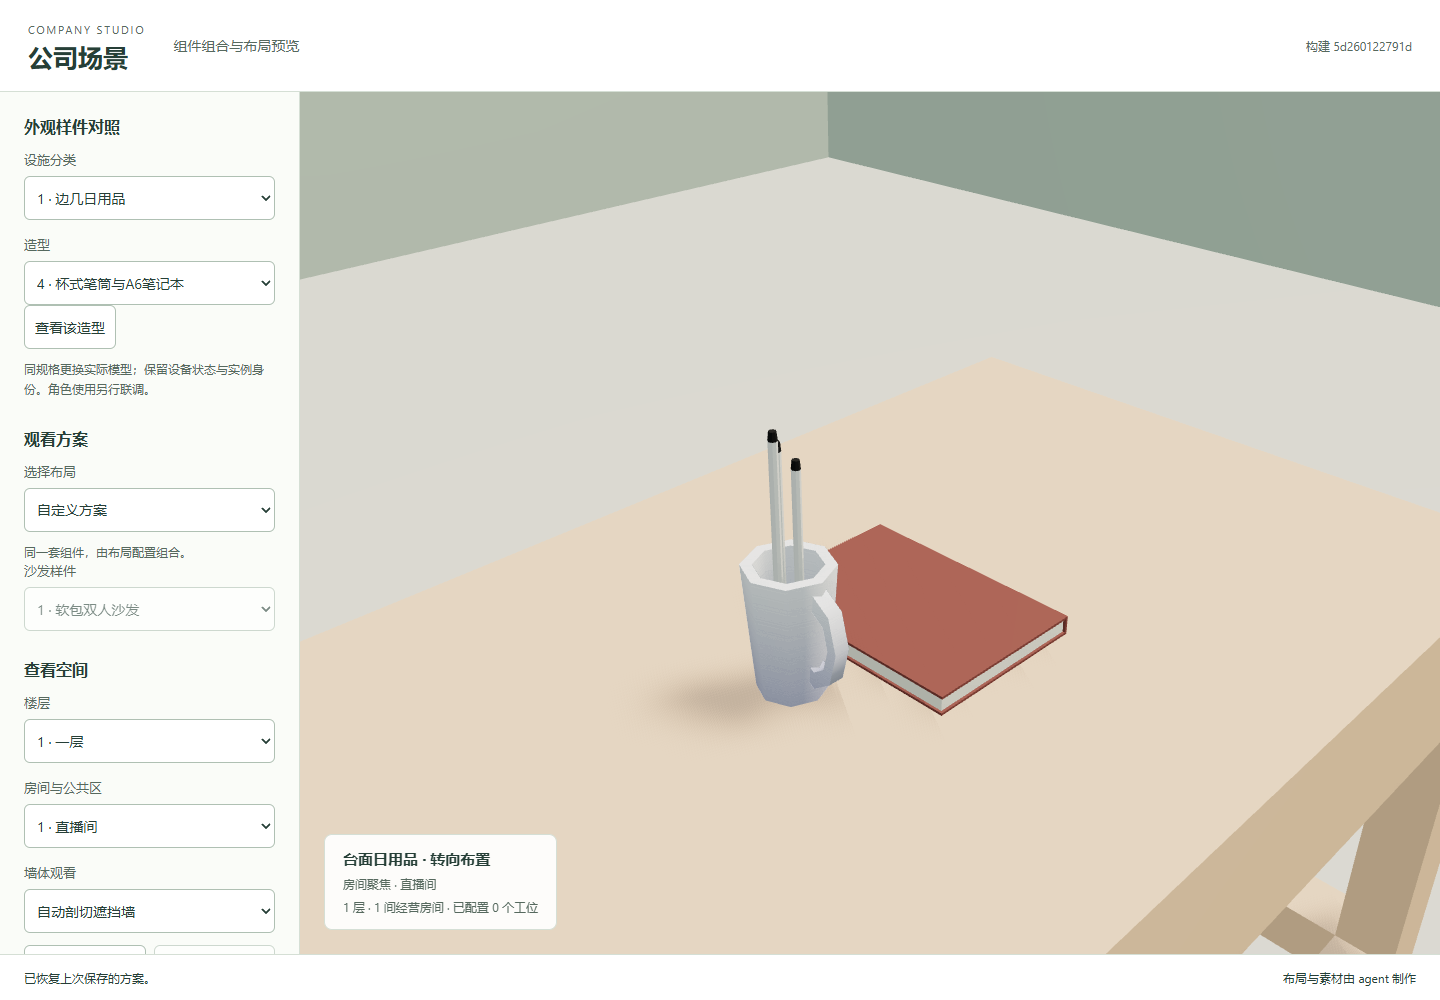 COMPANY STUDIO
公司场景
组件组合与布局预览
构建 5d260122791d
外观样件对照
设施分类
1 · 边几日用品
造型
4 · 杯式笔筒与A6笔记本
查看该造型
同规格更换实际模型；保留设备状态与实例身
份。角色使用另行联调。
观看方案
选择布局
自定义方案
同一套组件，由布局配置组合。
沙发样件
1 · 软包双人沙发
查看空间
楼层
1 · 一层
房间与公共区
1 · 直播间
墙体观看
自动剖切遮挡墙
台面日用品 · 转向布置
房间聚焦 · 直播间
1 层 · 1 间经营房间 · 已配置 0 个工位
已恢复上次保存的方案。
布局与素材由 agent 制作